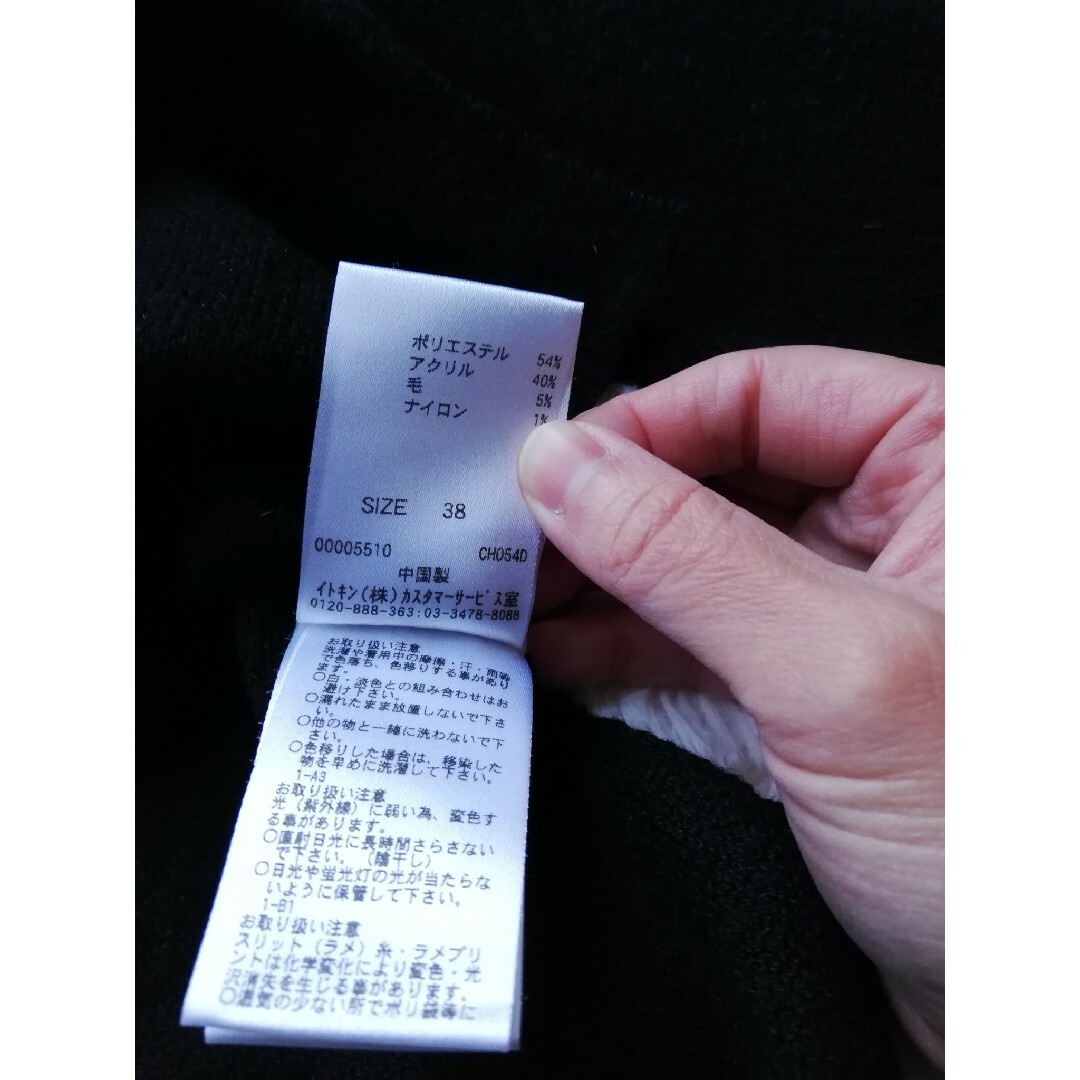 ポリエステル 54%
アクリル 40%
毛 5%
ナイロン 1%
SIZE 38
00005510 CH054D
中国製
イトキン(株)カスタマーサービス室
0120-888-363:03-3478-8088
お取り扱い注意
洗濯や着用中の摩擦・汗・雨等
で色落ち、色移りする事があり
ます。
○白・淡色との組み合わせはお
避け下さい。
○濡れたまま放置しないで下さ
い。
○他の物と一緒に洗わないで下
さい。
○色移りした場合は、移染した
物を早めに洗濯して下さい。
1-A3
お取り扱い注意
光(紫外線)に弱い為、変色す
る事があります。
○直射日光に長時間さらさない
で下さい。(陰干し)
○日光や蛍光灯の光が当たらな
いように保管して下さい。
1-B1
お取り扱い注意
スリット(ラメ)糸・ラメプリ
ントは化学変化により変色・光
沢消失を生じる事があります。
○湿気の少ない所でポリ袋等に